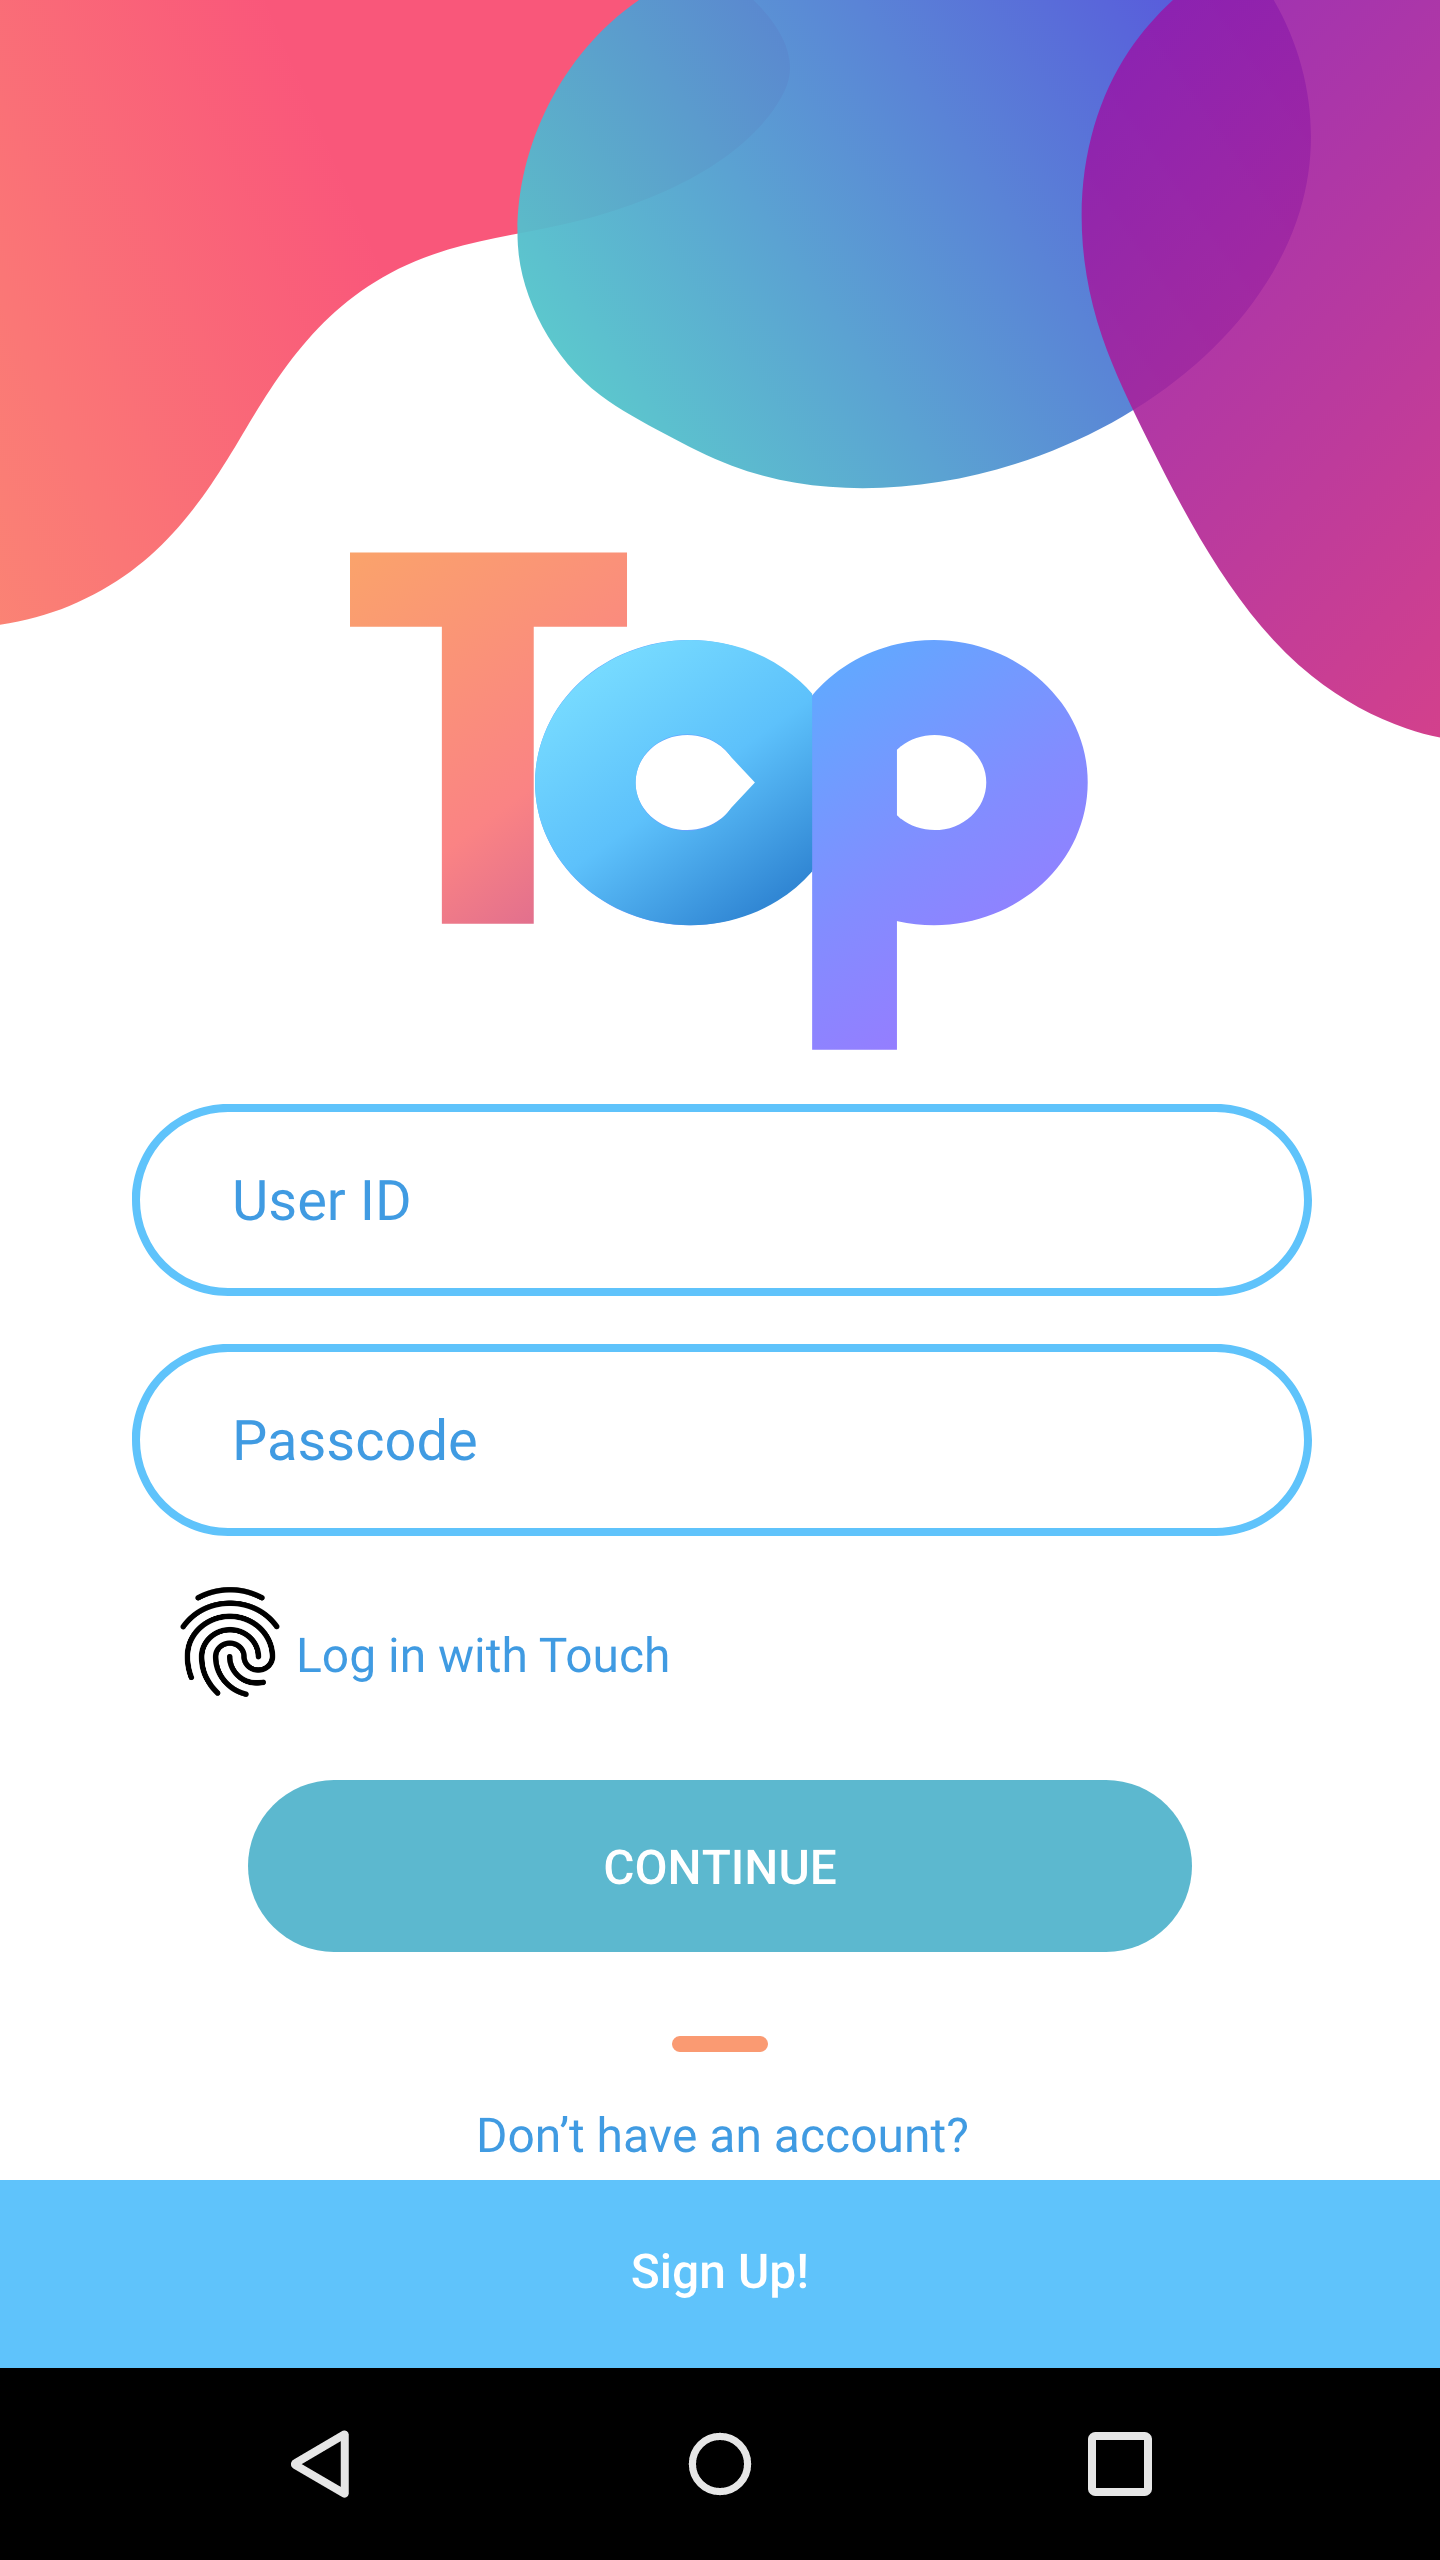 Top
User ID
Passcode
Log in with Touch
CONTINUE
Don’t have an account?
Sign Up!